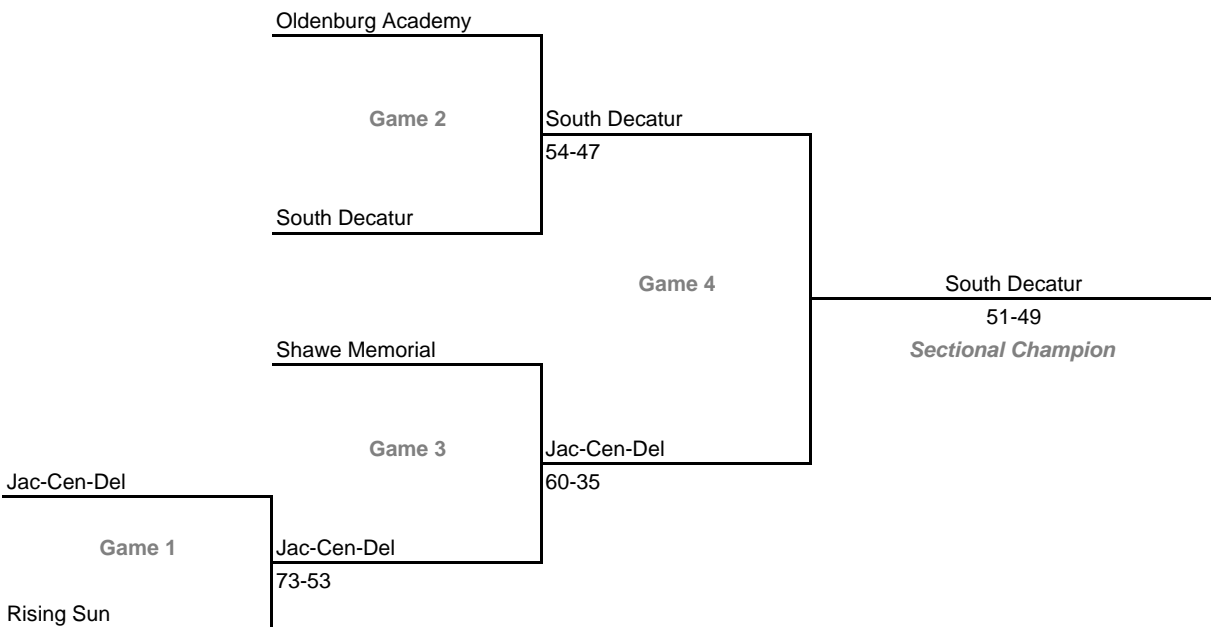 Oldenburg Academy
Game 2
South Decatur
54-47
South Decatur
Game 4
South Decatur
51-49
Shawe Memorial
Sectional Champion
Game 3
Jac-Cen-Del
Jac-Cen-Del
60-35
Game 1
Jac-Cen-Del
73-53
Rising Sun